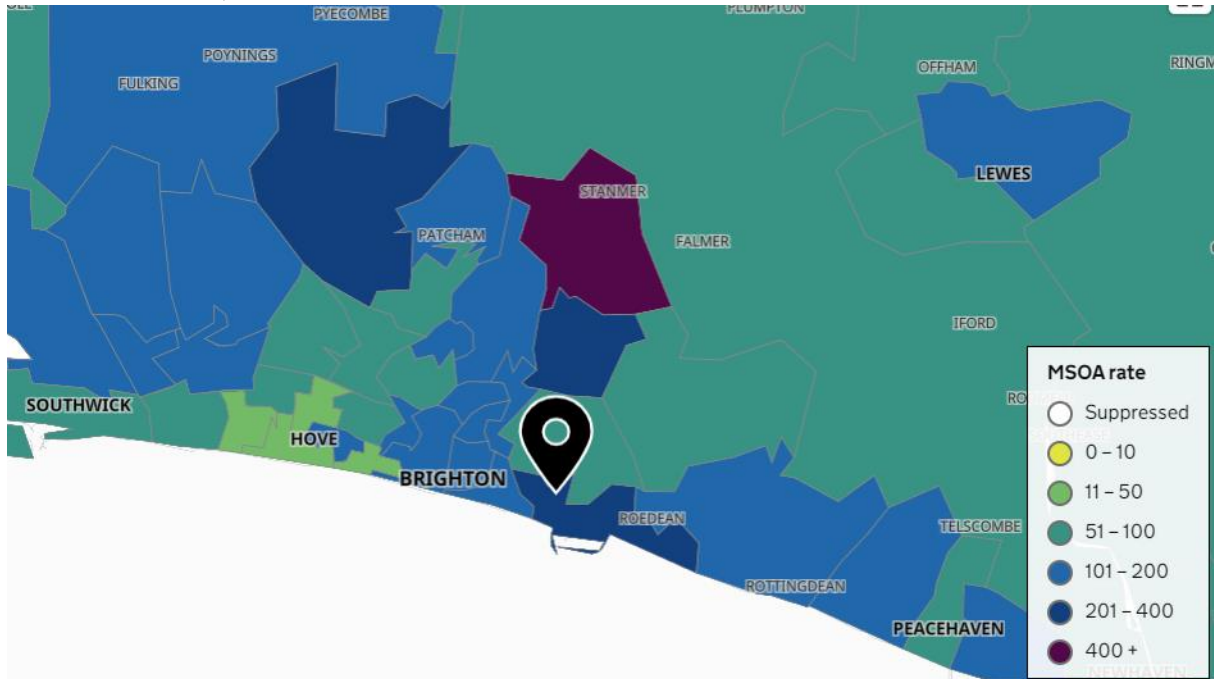 PYECOMBE
PLUMPTON
POYNINGS
OFFHAM
FULKING
LEWES
STANMER
PATCHAM
FALMER
IFORD
SOUTHWICK
HOVE
BRIGHTON
ROEDEAN
TELSCOMBE
ROTTINGDEAN
PEACEHAVEN
NEWHAVEN
MSOA rate
Suppressed
0 – 10
11 – 50
51 – 100
101 – 200
201 – 400
400 +